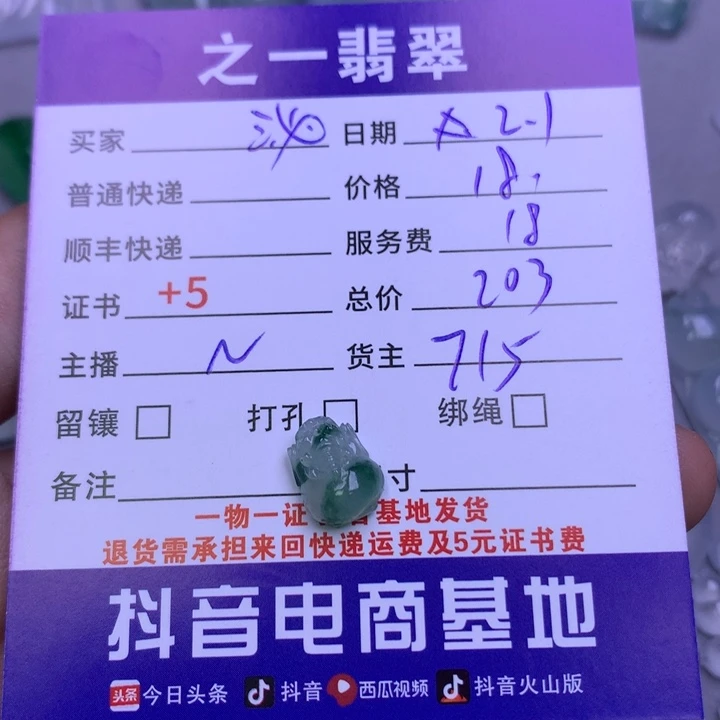 之一翡翠
买家 日期 2.1
普通快递 价格 18.
顺丰快递 服务费 18
证书 +5 总价 203
主播 N 货主 715
留镶 打孔 绑绳
备注 寸
一物一证 基地发货
退货需承担来回快递运费及5元证书费
抖音电商基地
头条 今日头条 抖音 西瓜视频 抖音火山版